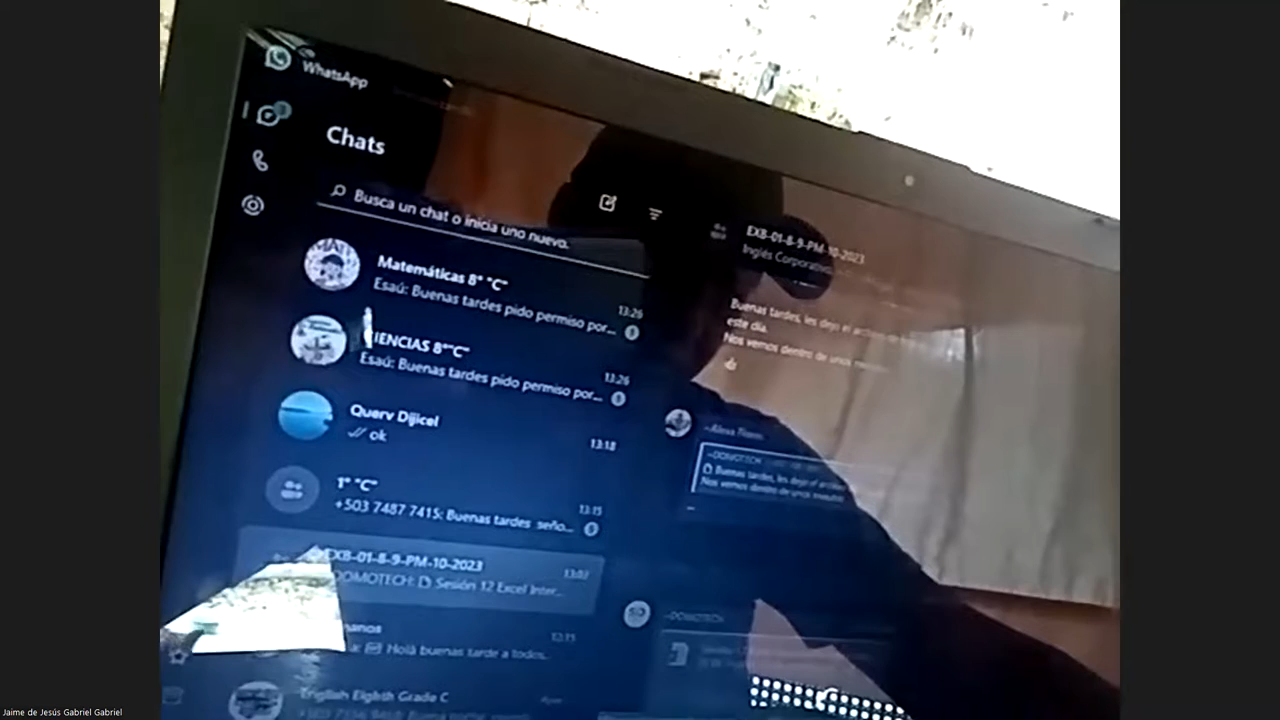 WhatsApp
Chats
Busca un chat o inicia uno nuevo.
Matemáticas 8° "C"
Esaú: Buenas tardes pido permiso por...
13:26
IENCIAS 8°"C"
Esaú: Buenas tardes pido permiso por...
13:26
Querv Dijicel
ok
13:18
1° "C"
+503 7487 7415: Buenas tardes seño...
13:15
EXB-01-8-9-PM-10-2023
DOMOTECH: Sesión 12 Excel Inter...
13:02
anos
a: Holà buenas tarde a todos..
English Eighth Grade C
EXB-01-8-9-PM-10-2023
Inglés Corporativo
Buenas tardes, les dejo el
este día.
Nos vemos dentro de unos
~DOMOTECH
Buenas tardes, les dejo el
Nos vemos dentro de unos minutos
~DOMOTECH
Jaime de Jesús Gabriel Gabriel